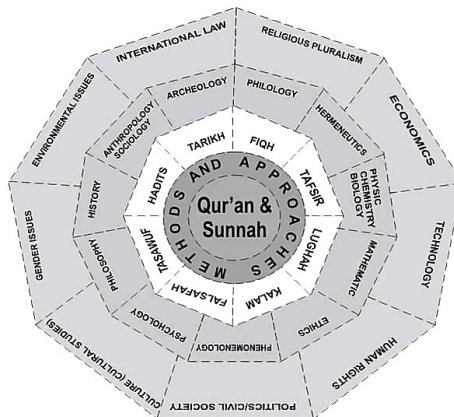 Qur'an &
Sunnah
METHODS AND APPROACHES
TARIKH
FIQH
TAFSIR
LUGHAH
KALAM
FALSAFAH
TASAWUF
HADITS
ARCHEOLOGY
PHILOLOGY
HERMENEUTICS
PHYSIC
CHEMISTRY
BIOLOGY
MATHEMATIC
ETHICS
PHENOMENOLOGY
PSYCHOLOGY
PHILOSOPHY
HISTORY
ANTHROPOLOGY
SOCIOLOGY
INTERNATIONAL LAW
RELIGIOUS PLURALISM
ECONOMICS
TECHNOLOGY
HUMAN RIGHTS
POLITICS/CIVIL SOCIETY
CULTURE (CULTURAL STUDIES)
GENDER ISSUES
ENVIRONMENTAL ISSUES